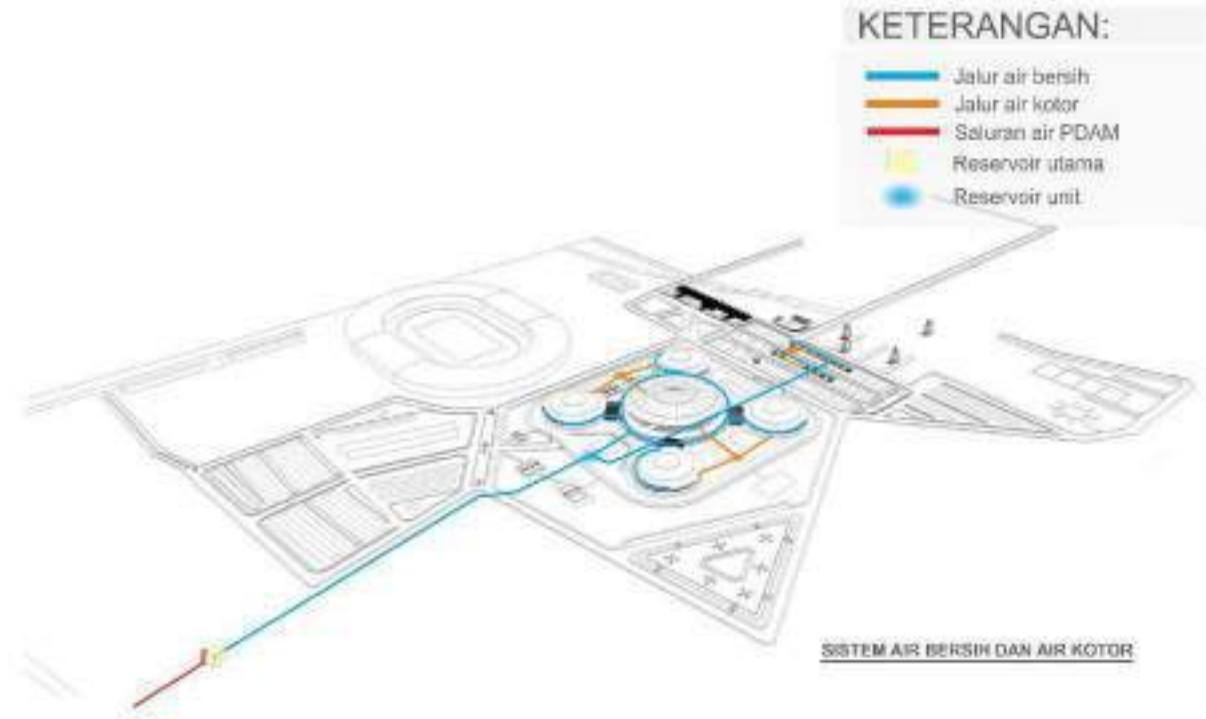 KETERANGAN:
Jalur air bersih
Jalur air kotor
Saluran air PDAM
Reservoir utama
Reservoir unit
SISTEM AIR BERSIH DAN AIR KOTOR